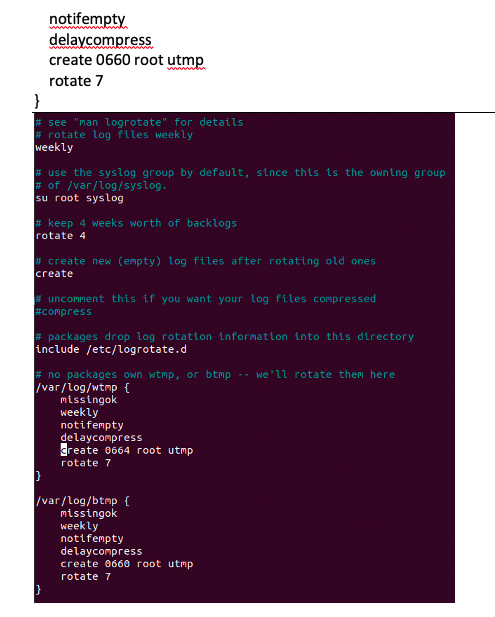 notifempty
delaycompress
create 0660 root utmp
rotate 7
}
# see "man logrotate" for details
# rotate log files weekly
weekly
# use the syslog group by default, since this is the owning group
# of /var/log/syslog.
su root syslog
# keep 4 weeks worth of backlogs
rotate 4
# create new (empty) log files after rotating old ones
create
# uncomment this if you want your log files compressed
#compress
# packages drop log rotation information into this directory
include /etc/logrotate.d
# no packages own wtmp, or btmp -- we'll rotate them here
/var/log/wtmp {
missingok
weekly
notifempty
delaycompress
create 0664 root utmp
rotate 7
}
/var/log/btmp {
missingok
weekly
notifempty
delaycompress
create 0660 root utmp
rotate 7
}